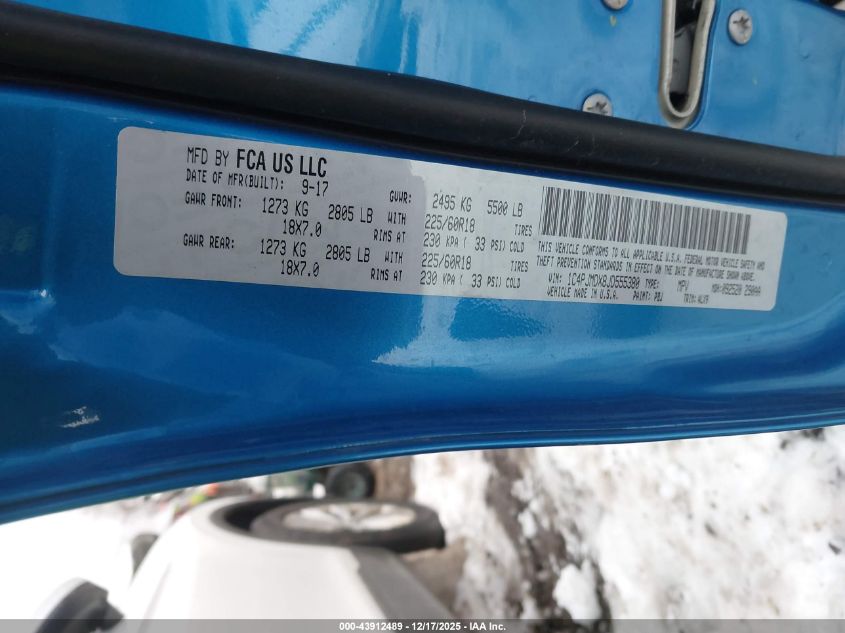 MFD BY FCA US LLC
DATE OF MFR(BUILT): 9-17 GVWR: 2495 KG 5500 LB
GAWR FRONT: 1273 KG 2805 LB WITH 225/60R18 TIRES
18X7.0 RIMS AT 230 KPA ( 33 PSI) COLD
GAWR REAR: 1273 KG 2805 LB WITH 225/60R18 TIRES
18X7.0 RIMS AT 230 KPA ( 33 PSI) COLD
THIS VEHICLE CONFORMS TO ALL APPLICABLE U.S.A. FEDERAL MOTOR VEHICLE SAFETY AND
THEFT PREVENTION STANDARDS IN EFFECT ON THE DATE OF MANUFACTURE SHOWN ABOVE.
VIN: 1C4PJMDX8JD555380 TYPE: MPV MDH: 092520
VEHICLE MADE IN U.S.A. PAINT: PBJ TRIM:
000-43912489 - 12/17/2025 - IAA Inc.